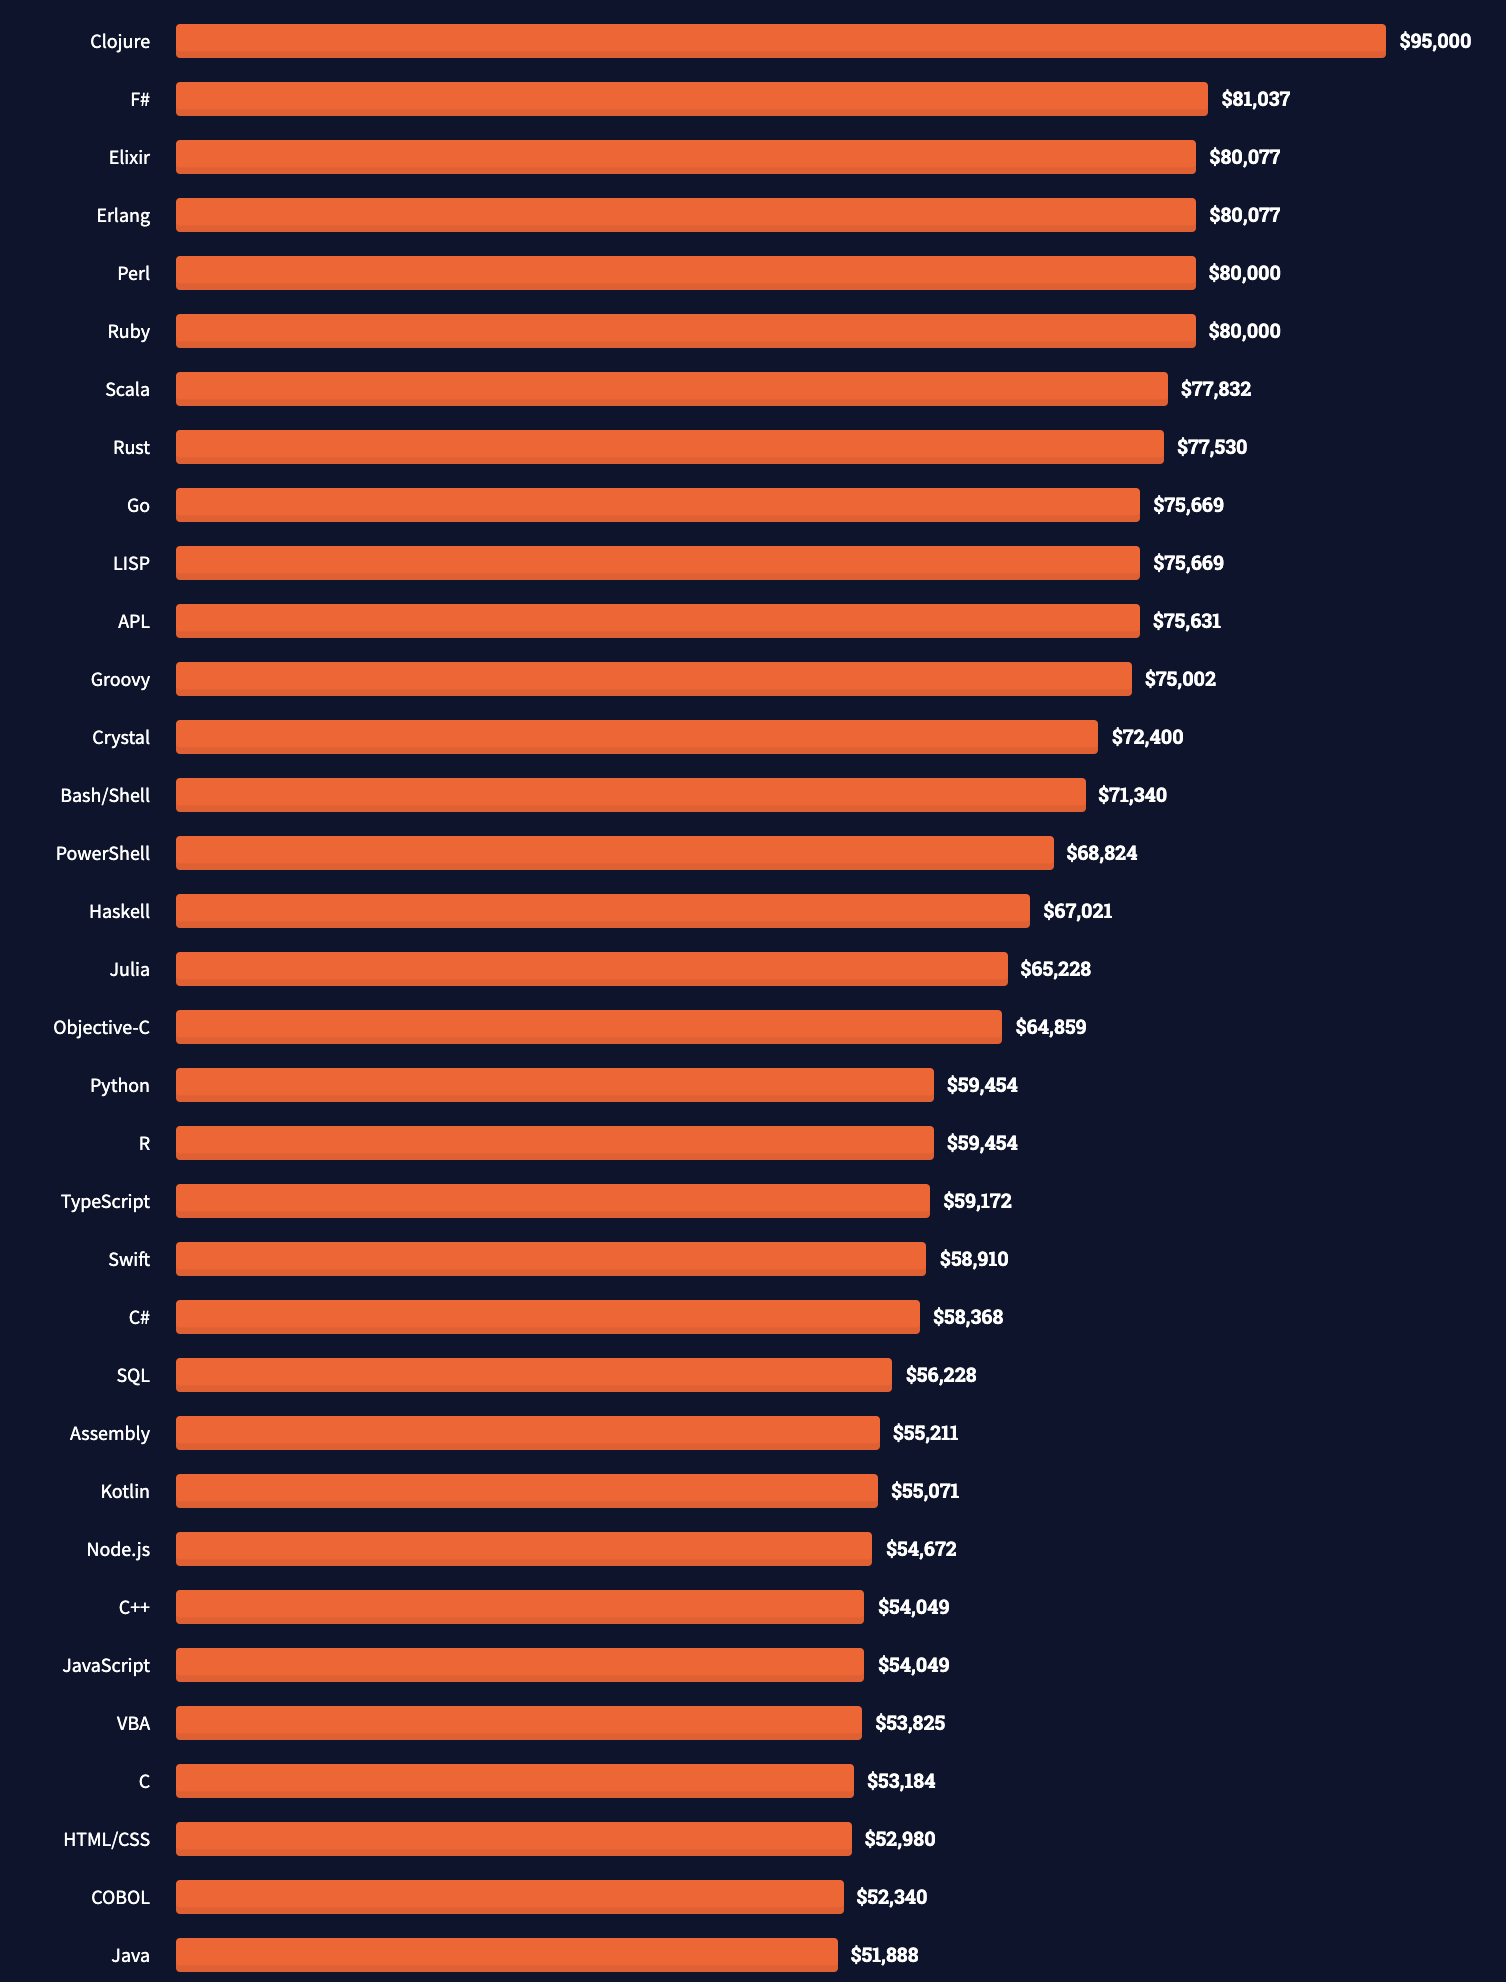 Clojure $95,000
F# $81,037
Elixir $80,077
Erlang $80,077
Perl $80,000
Ruby $80,000
Scala $77,832
Rust $77,530
Go $75,669
LISP $75,669
APL $75,631
Groovy $75,002
Crystal $72,400
Bash/Shell $71,340
PowerShell $68,824
Haskell $67,021
Julia $65,228
Objective-C $64,859
Python $59,454
R $59,454
TypeScript $59,172
Swift $58,910
C# $58,368
SQL $56,228
Assembly $55,211
Kotlin $55,071
Node.js $54,672
C++ $54,049
JavaScript $54,049
VBA $53,825
C $53,184
HTML/CSS $52,980
COBOL $52,340
Java $51,888